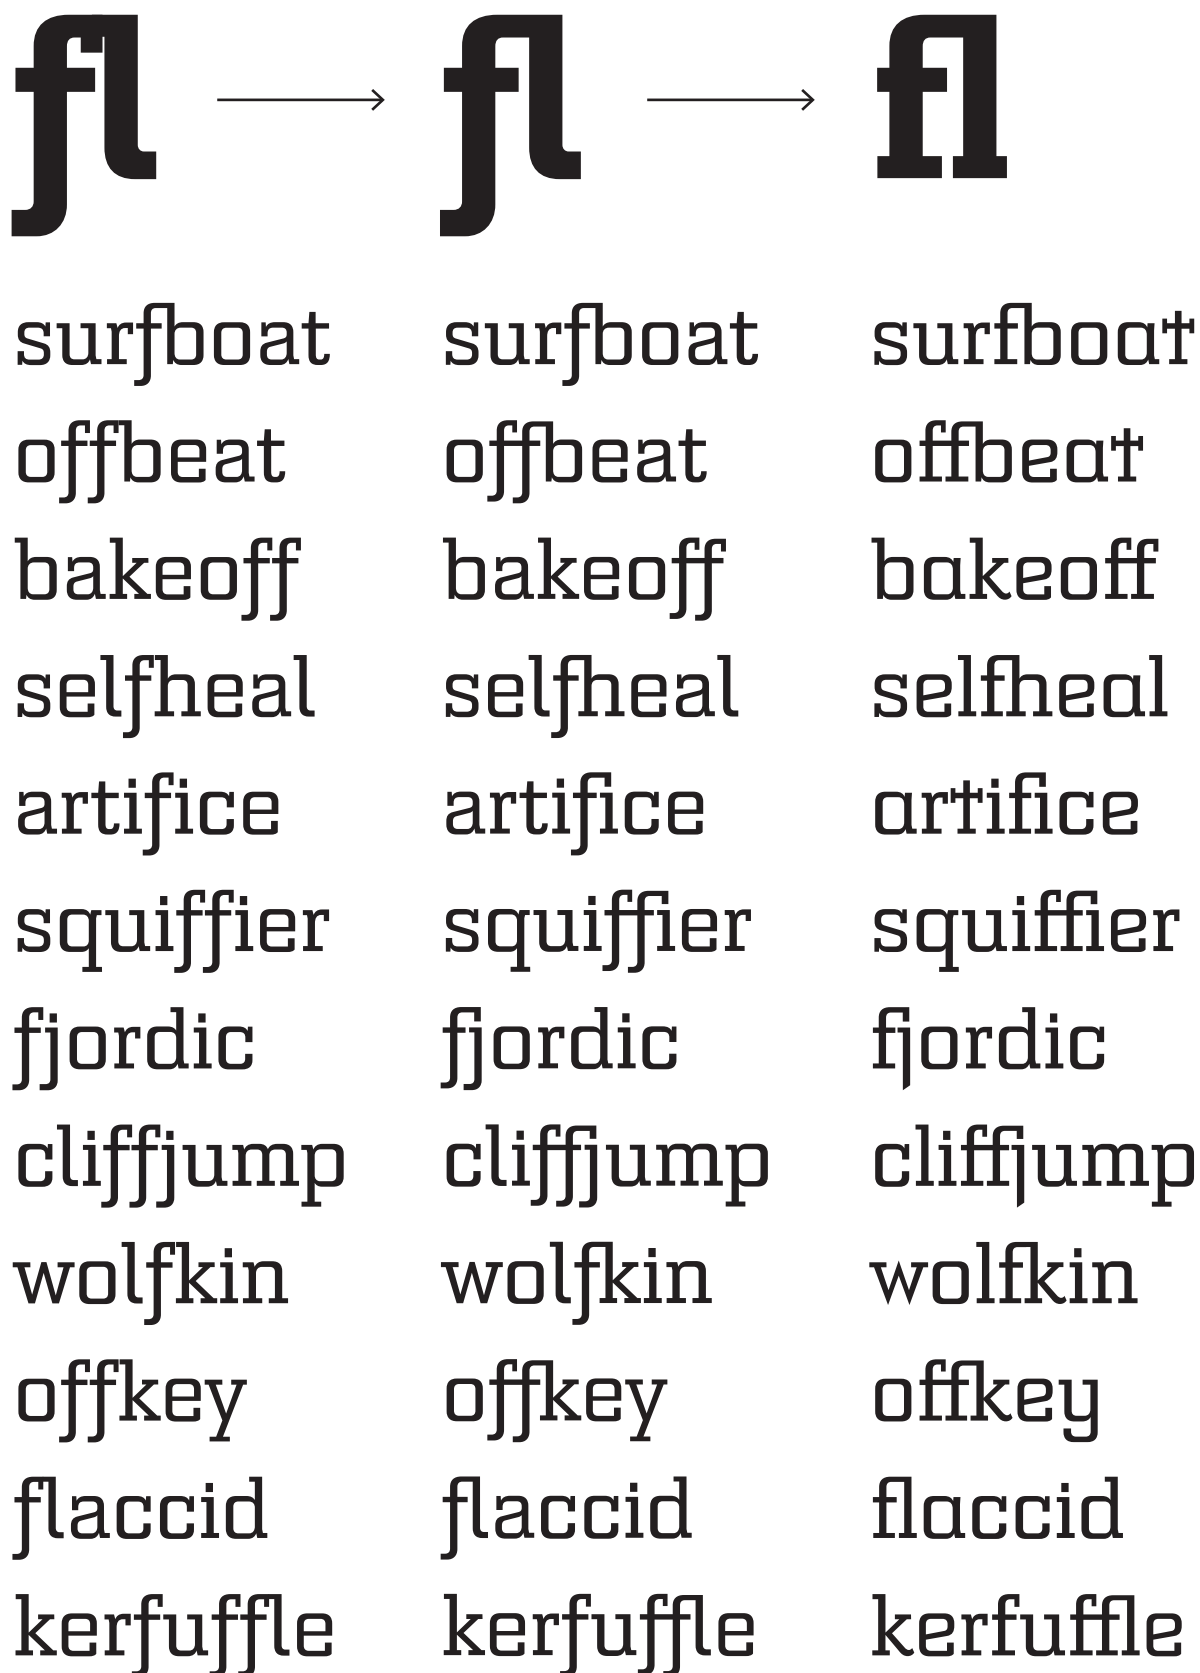 fl → fl → fl
surfboat surfboat surfboat
offbeat offbeat offbeat
bakeoff bakeoff bakeoff
selfheal selfheal selfheal
artifice artifice artifice
squiffier squiffier squiffier
fjordic fjordic fjordic
cliffjump cliffjump cliffjump
wolfkin wolfkin wolfkin
offkey offkey offkey
flaccid flaccid flaccid
kerfuffle kerfuffle kerfuffle